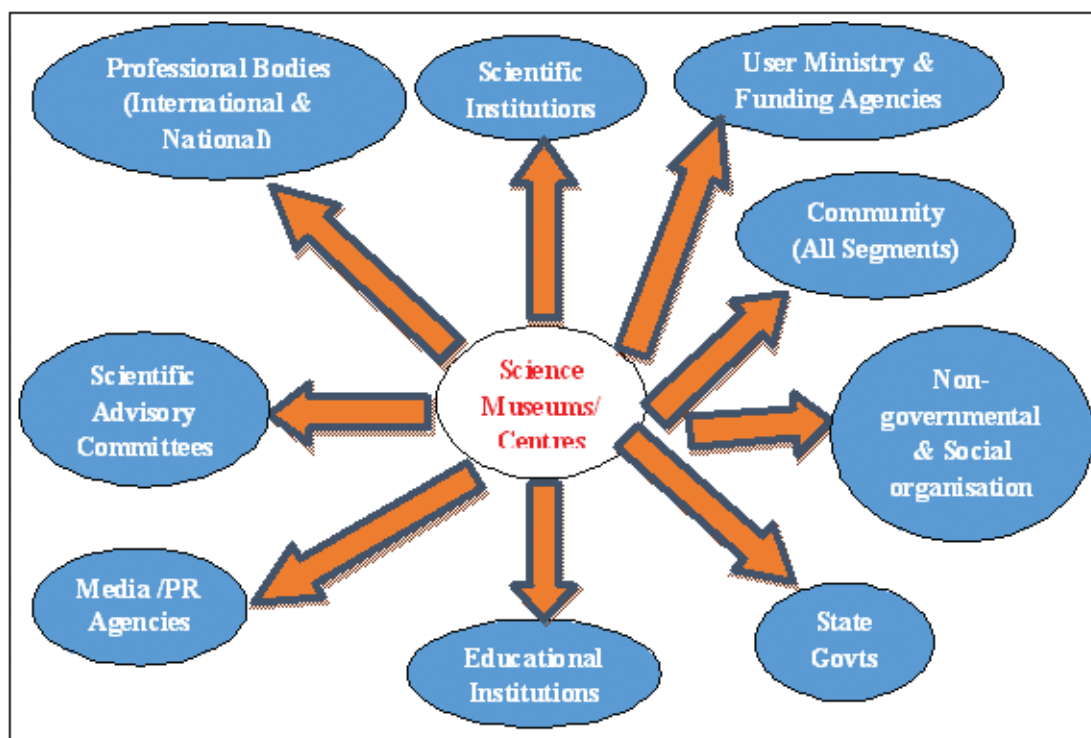 Professional Bodies
(International &
National)
Scientific
Institutions
User Ministry &
Funding Agencies
Community
(All Segments)
Scientific
Advisory
Committees
Science
Museums/
Centres
Non-
governmental
& Social
organisation
Media /PR
Agencies
Educational
Institutions
State
Govts